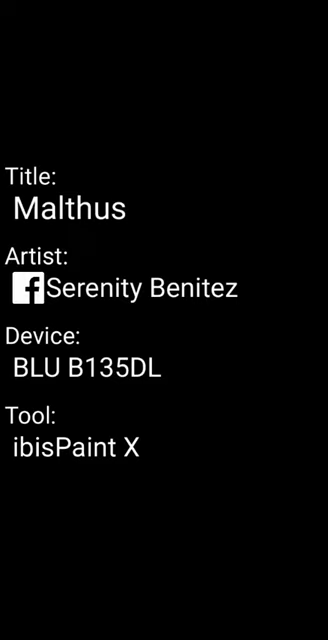 Title:
Malthus
Artist:
Serenity Benitez
Device:
BLU B135DL
Tool:
ibisPaint X